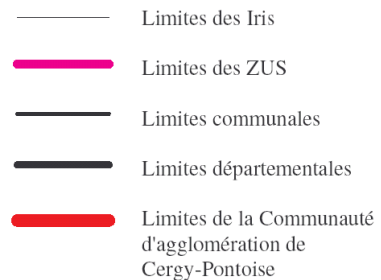 Limites des Iris
Limites des ZUS
Limites communales
Limites départementales
Limites de la Communauté
d'agglomération de
Cergy-Pontoise